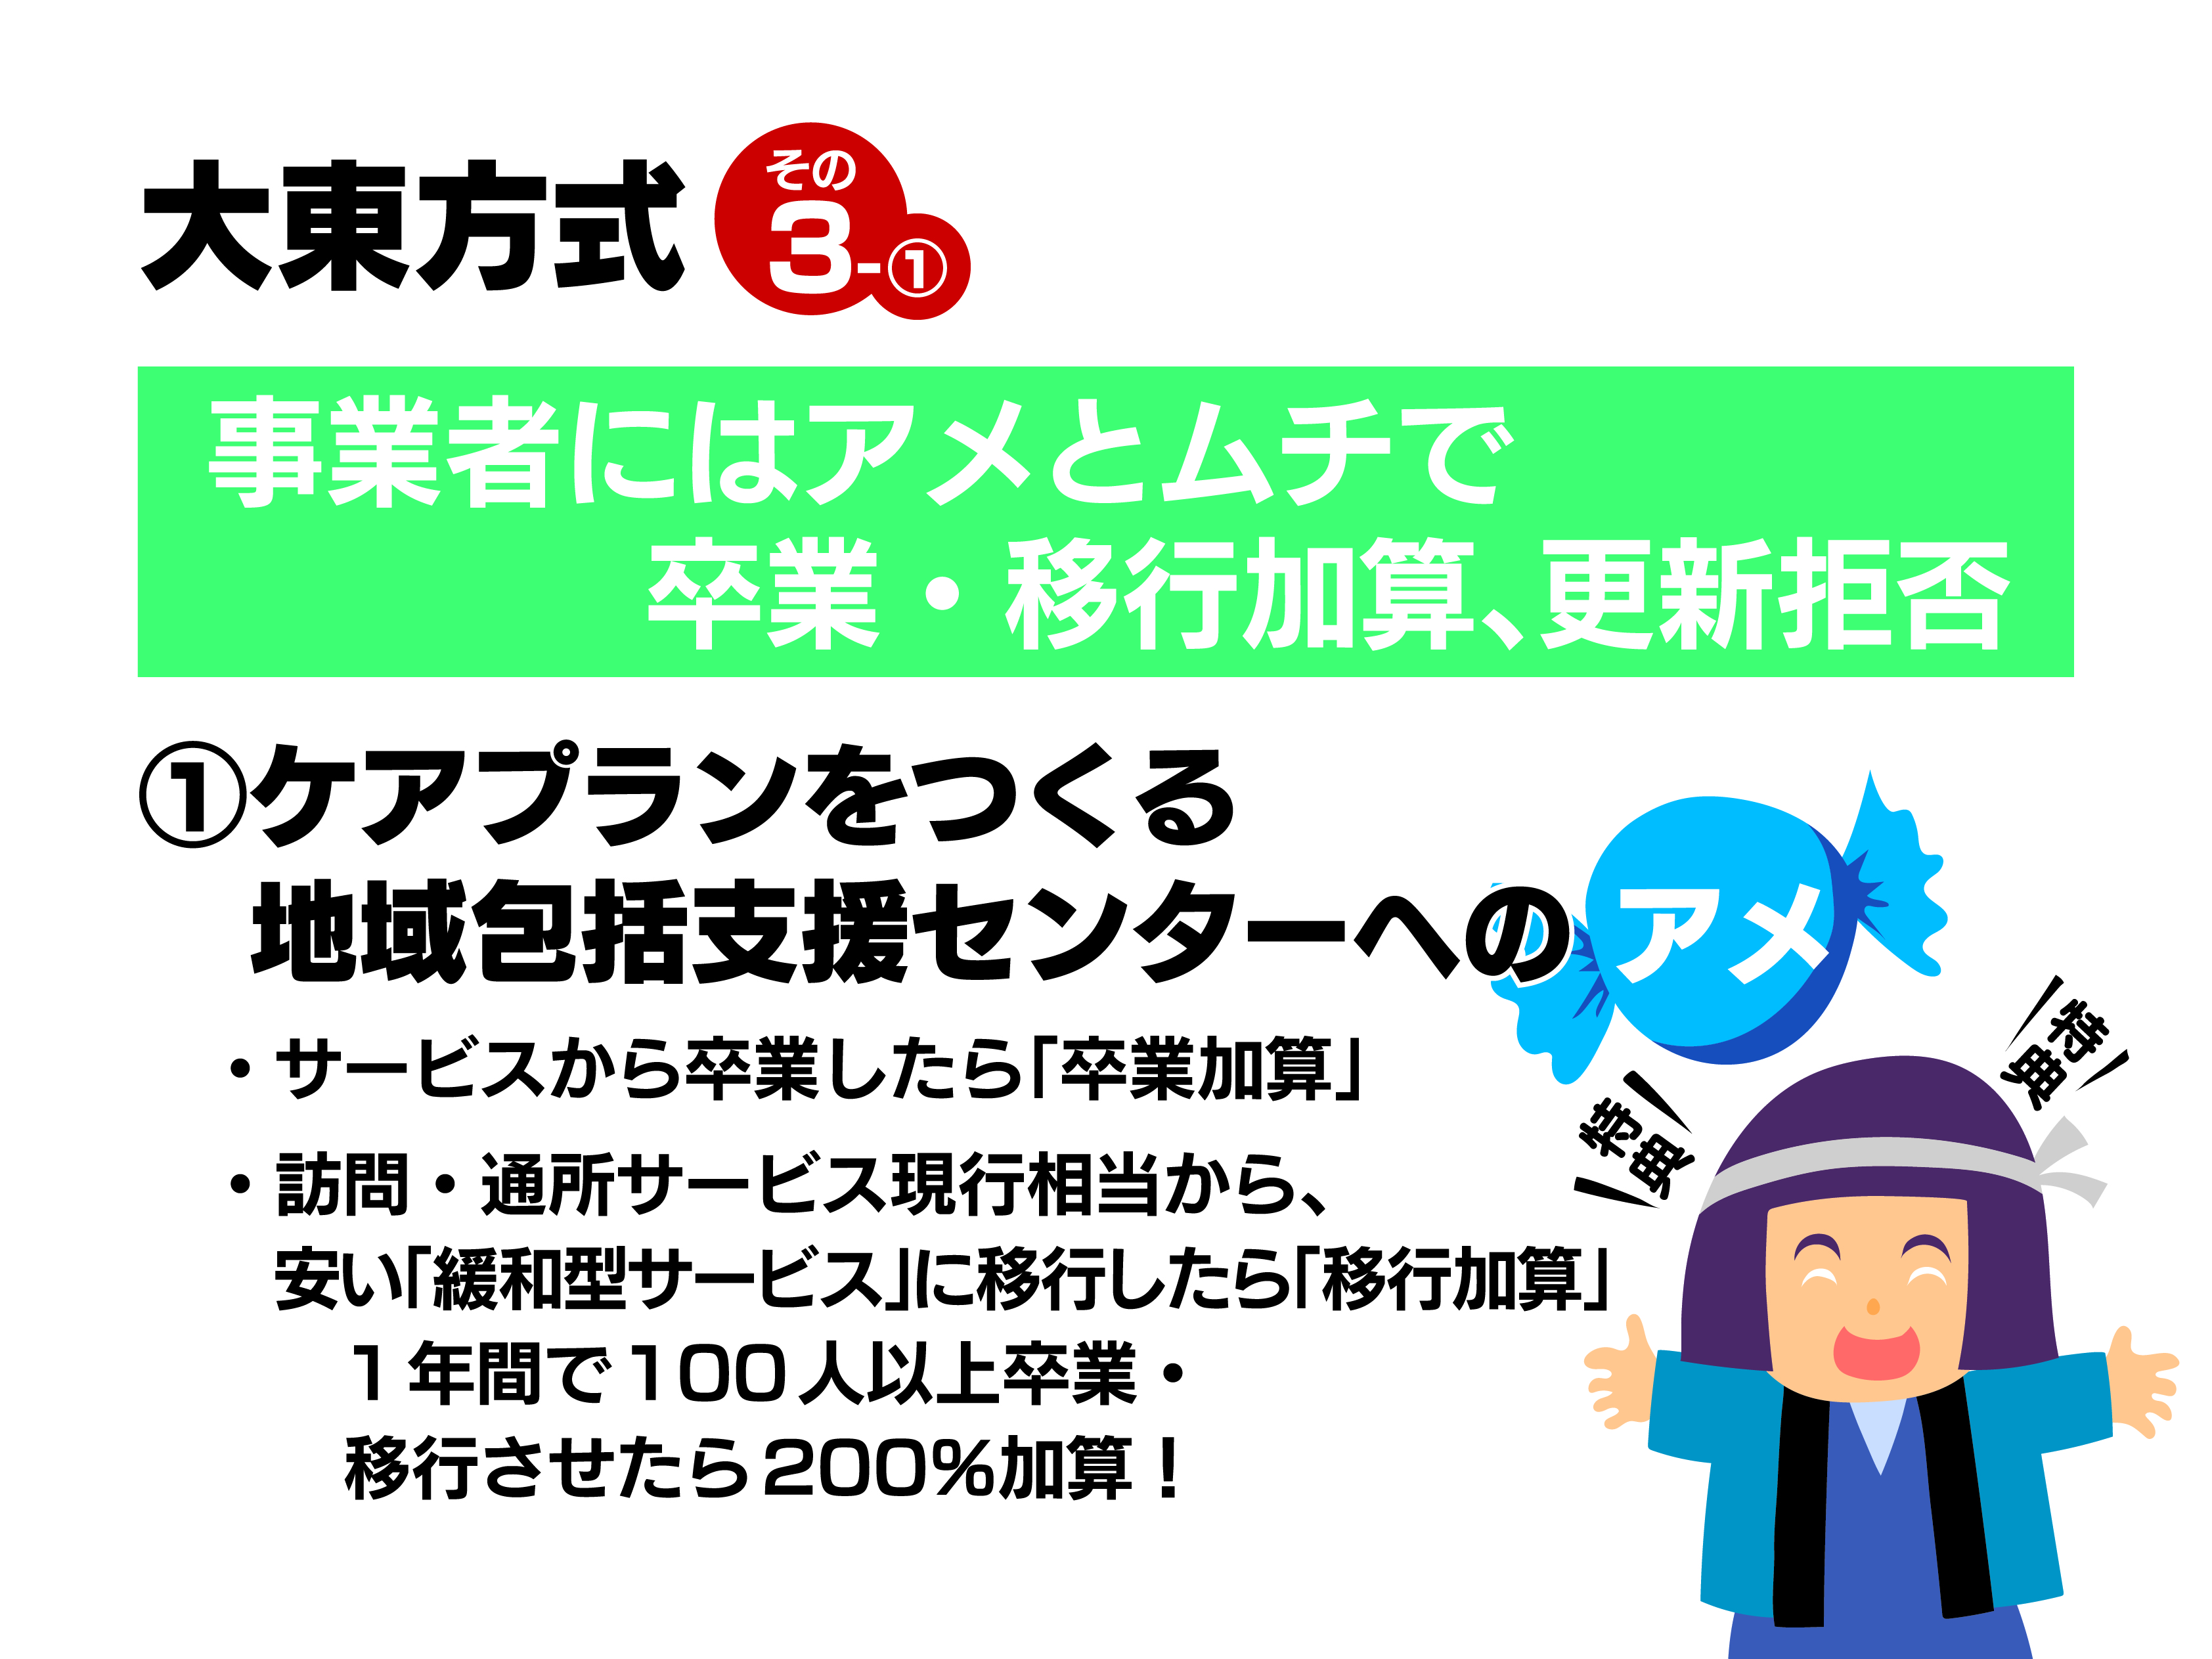 大東方式
その
3-①
事業者にはアメとムチで
卒業・移行加算、更新拒否
①ケアプランをつくる
地域包括支援センターへのアメ
・サービスから卒業したら「卒業加算」
・訪問・通所サービス現行相当から、
安い「緩和型サービス」に移行したら「移行加算」
１年間で１００人以上卒業・
移行させたら２００％加算！